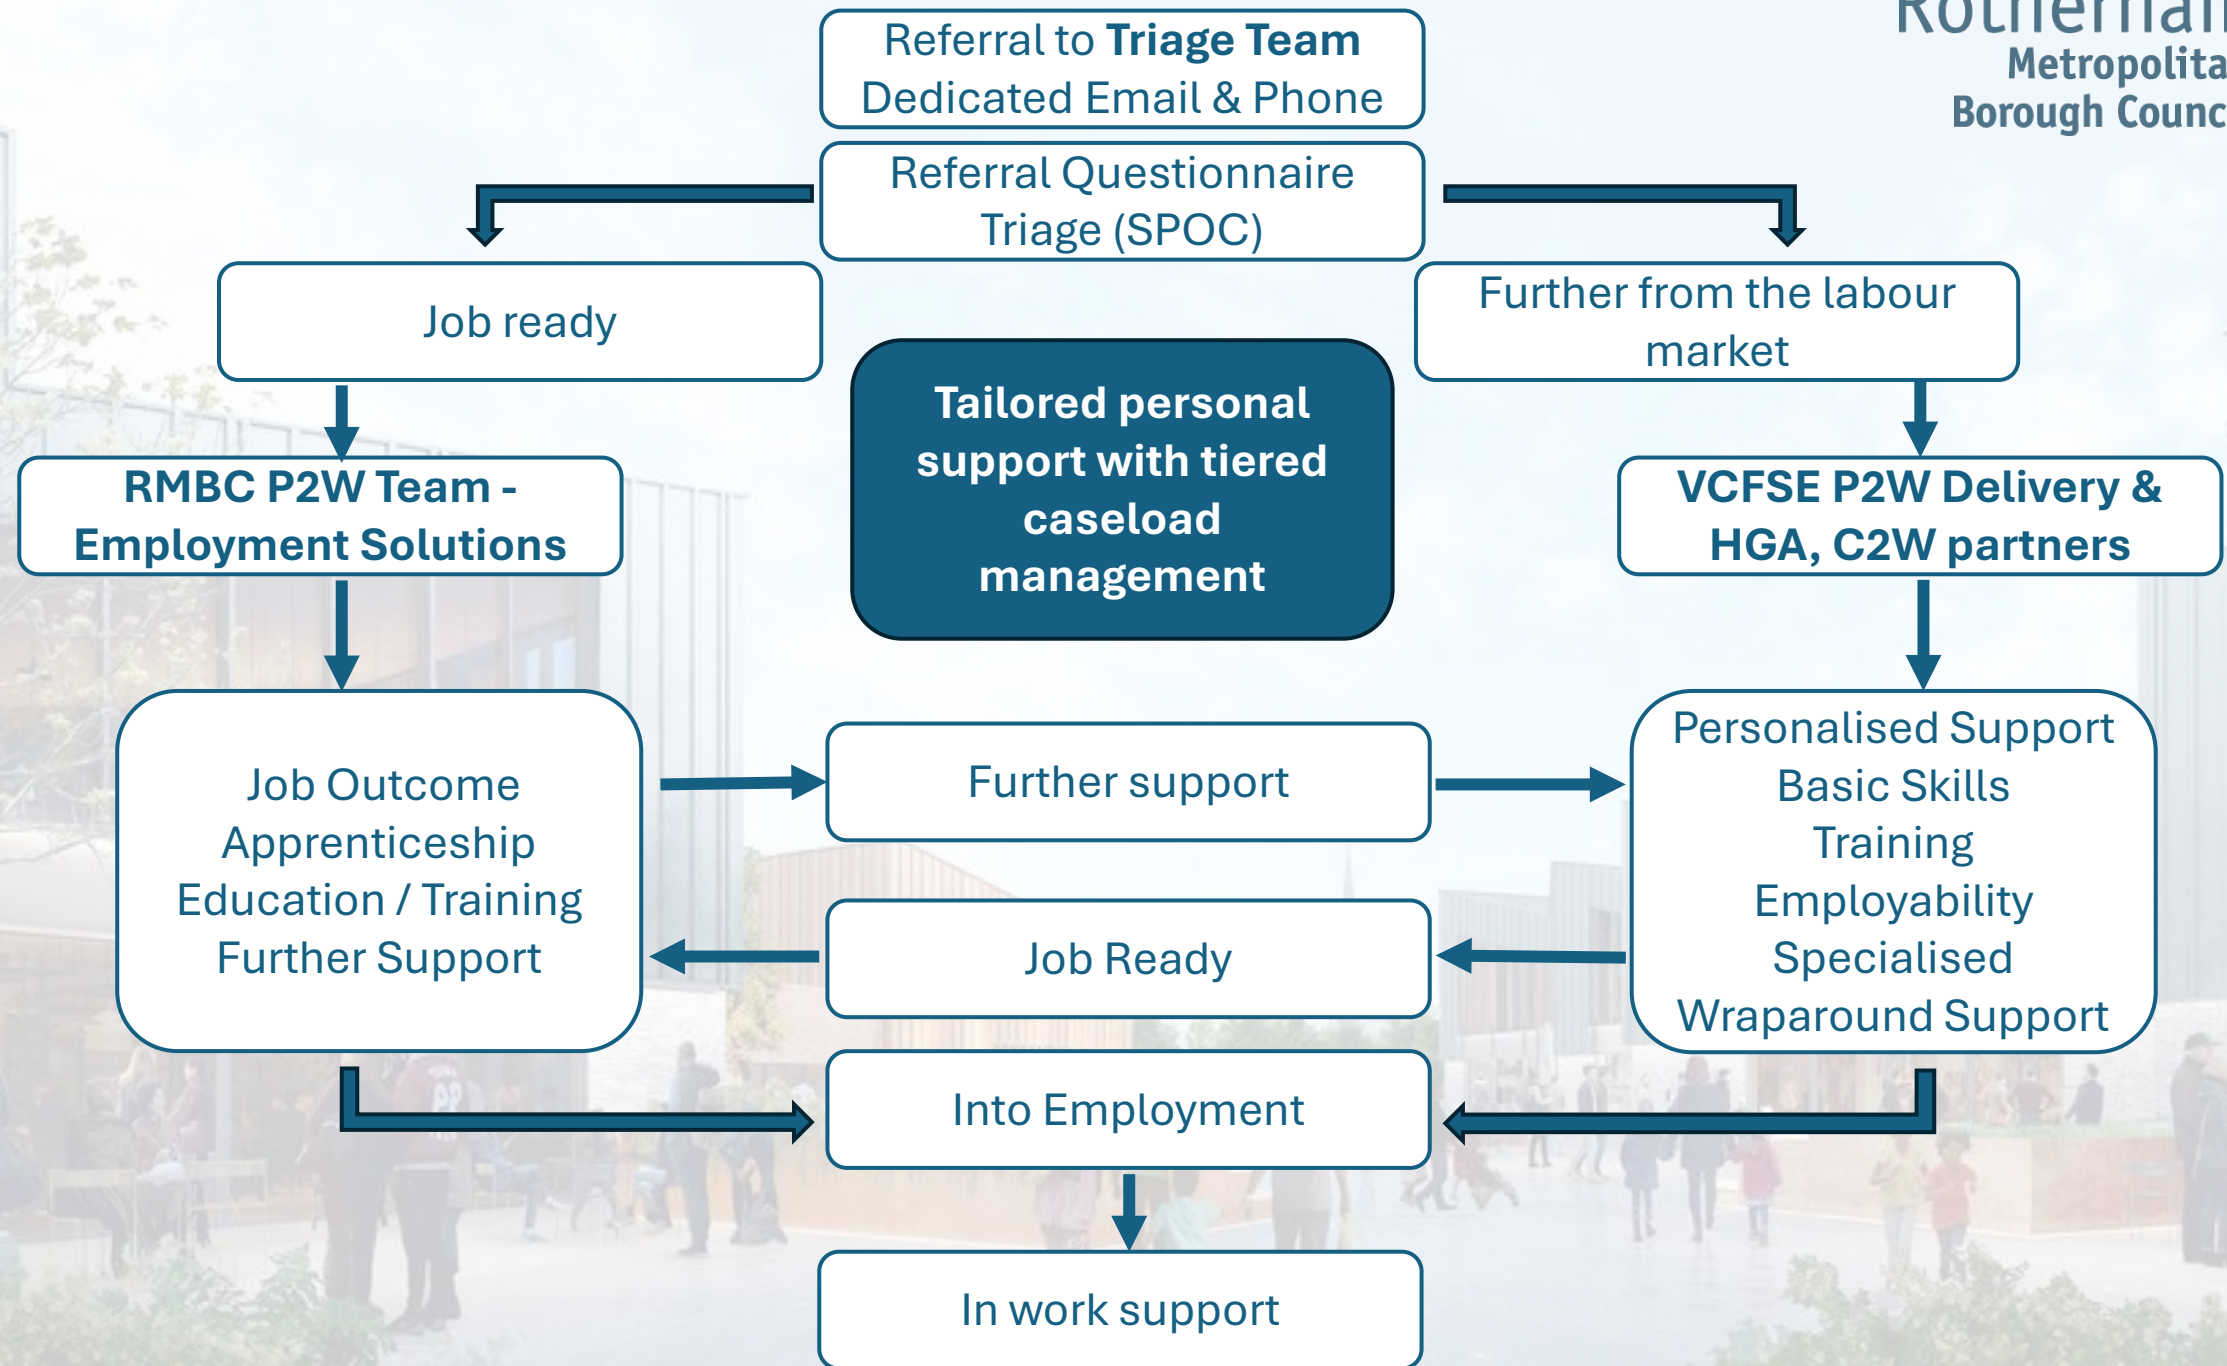 Referral to Triage Team
Dedicated Email & Phone
Metropolita
Borough Counc
Referral Questionnaire
Triage (SPOC)
Job ready
Further from the labour
market
Tailored personal
support with tiered
caseload
management
RMBC P2W Team -
Employment Solutions
VCFSE P2W Delivery &
HGA, C2W partners
Job Outcome
Apprenticeship
Education / Training
Further Support
Further support
Job Ready
Personalised Support
Basic Skills
Training
Employability
Specialised
Wraparound Support
Into Employment
In work support